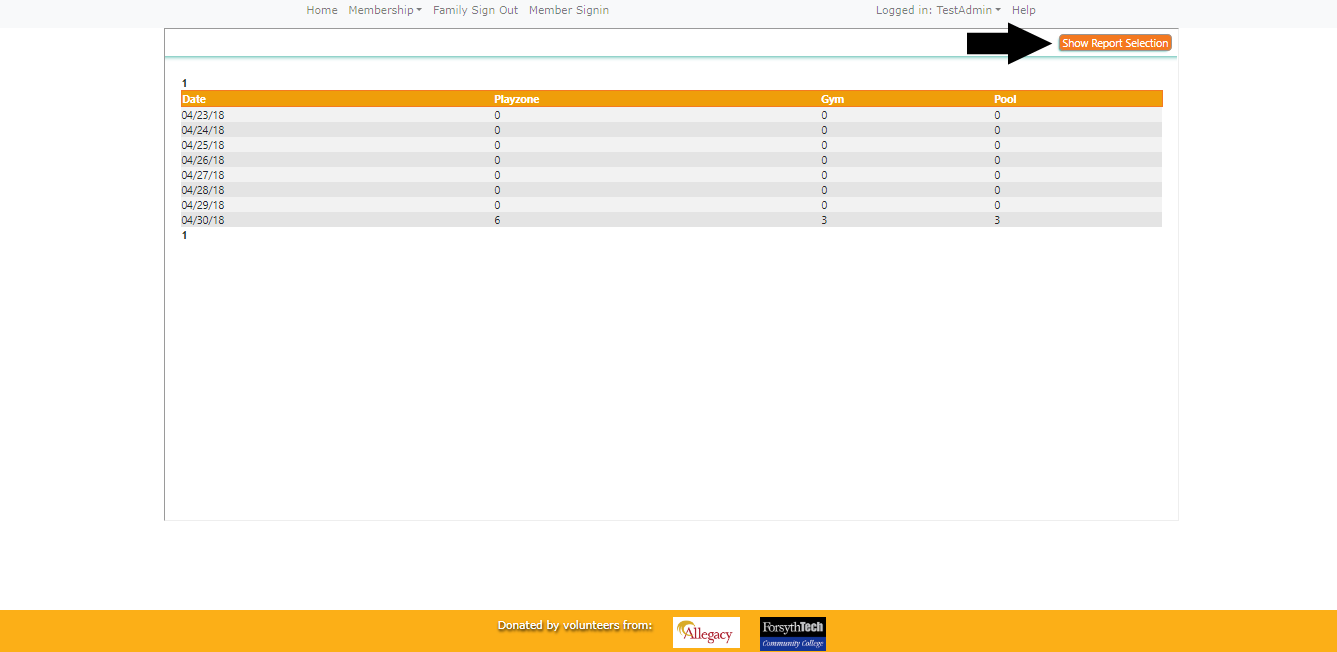 Home Membership Family Sign Out Member Signin Logged in: TestAdmin Help
Show Report Selection
1
Date Playzone Gym Pool
04/23/18 0 0 0
04/24/18 0 0 0
04/25/18 0 0 0
04/26/18 0 0 0
04/27/18 0 0 0
04/28/18 0 0 0
04/29/18 0 0 0
04/30/18 6 3 3
1
Donated by volunteers from: Allegacy ForsythTech
Community College